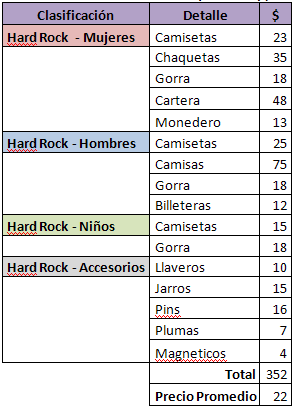 Clasificación Detalle $
Hard Rock - Mujeres Camisetas 23
Chaquetas 35
Gorra 18
Cartera 48
Monedero 13
Hard Rock - Hombres Camisetas 25
Camisas 75
Gorra 18
Billeteras 12
Hard Rock - Niños Camisetas 15
Gorra 18
Hard Rock - Accesorios Llaveros 10
Jarros 15
Pins 16
Plumas 7
Magneticos 4
Total 352
Precio Promedio 22